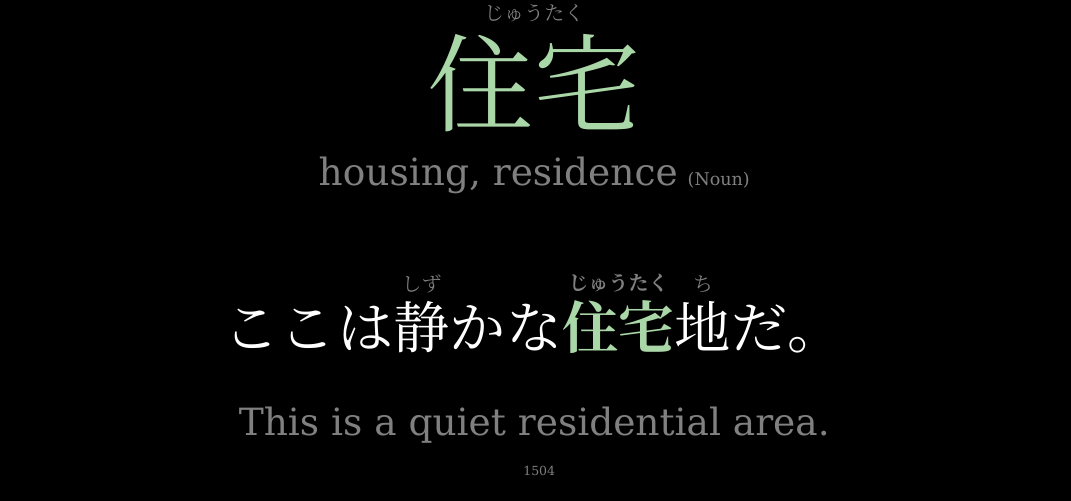 じゅうたく
住宅
housing, residence (Noun)
しず じゅうたく ち
ここは静かな住宅地だ。
This is a quiet residential area.
1504